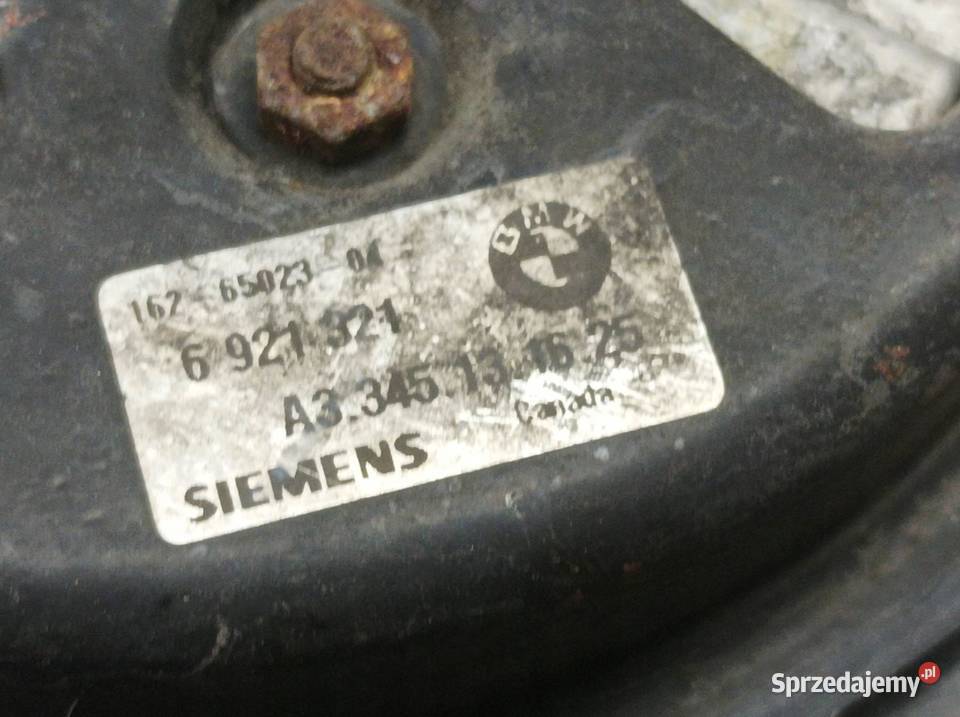 162 65023 04
BMW
6 921 321
A3.345.13.16.25
Canada
SIEMENS
Sprzedajemy.pl